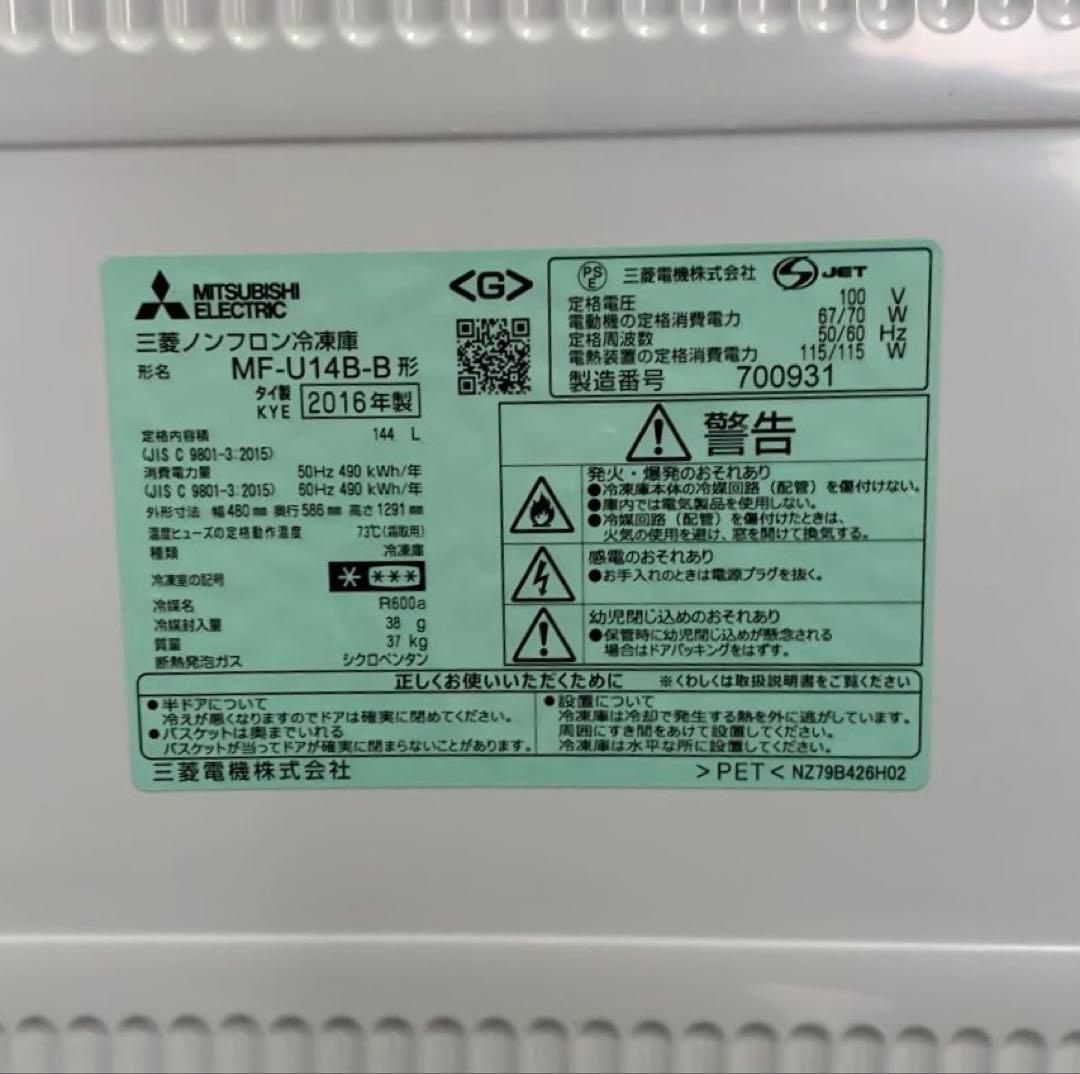 MITSUBISHI
ELECTRIC
三菱ノンフロン冷凍庫
形名 MF-U14B-B 形
タイ製
KYE 2016年製
<G>
定格内容積 144 L
(JIS C 9801-3:2015)
消費電力量 50Hz 490 kWh/年
(JIS C 9801-3:2015) 60Hz 490 kWh/年
外形寸法 幅480㎜ 奥行586㎜ 高さ1291㎜
温度ヒューズの定格動作温度 73℃(霜取用)
種類 冷凍庫
冷凍室の記号 * ***
冷媒名 R600a
冷媒封入量 38 g
質量 37 kg
断熱発泡ガス シクロペンタン
PSE 三菱電機株式会社 JET
定格電圧 100 V
電動機の定格消費電力 67/70 W
定格周波数 50/60 Hz
電熱装置の定格消費電力 115/115 W
製造番号 700931
警告
発火・爆発のおそれあり
●冷凍庫本体の冷媒回路(配管)を傷付けない。
●庫内では電気製品を使用しない。
●冷媒回路(配管)を傷付けたときは、
火気の使用を避け、窓を開けて換気する。
感電のおそれあり
●お手入れのときは電源プラグを抜く。
幼児閉じ込めのおそれあり
●保管時に幼児閉じ込めが懸念される
場合はドアパッキングをはずす。
正しくお使いいただくために ※くわしくは取扱説明書をご覧ください
●半ドアについて
冷えが悪くなりますのでドアは確実に閉めてください。
●バスケットは奥までいれる
バスケットが当ってドアが確実に閉まらないことがあります。
●設置について
冷凍庫は冷却で発生する熱を外に逃がしています。
周囲にすき間をあけて設置してください。
冷凍庫は水平な所に設置してください。
三菱電機株式会社
>PET< NZ79B426H02